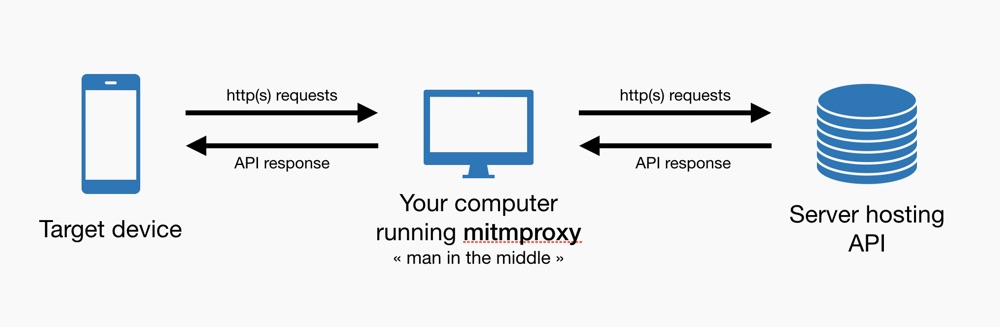 http(s) requests
http(s) requests
API response
API response
Target device
Your computer
running mitmproxy
« man in the middle »
Server hosting
API